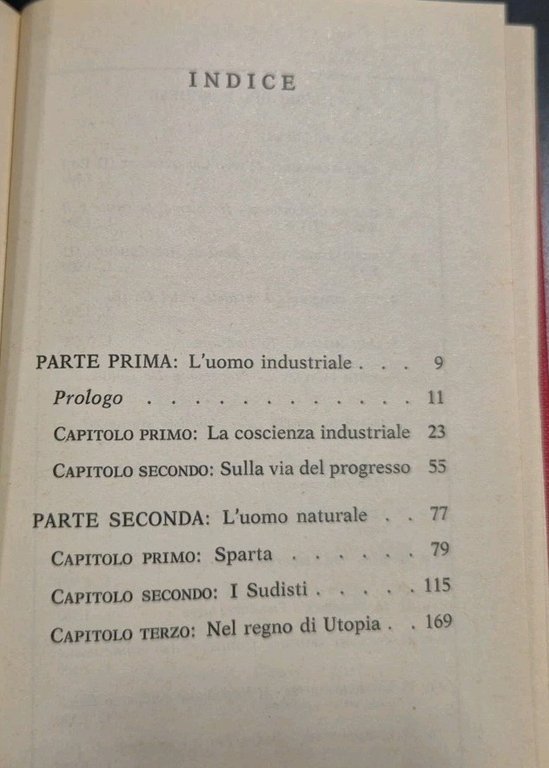 INDICE
PARTE PRIMA: L'uomo industriale . . . 9
Prologo . . . . . . . . . . . . 11
CAPITOLO PRIMO: La coscienza industriale 23
CAPITOLO SECONDO: Sulla via del progresso 55
PARTE SECONDA: L'uomo naturale . . 77
CAPITOLO PRIMO: Sparta . . . . . . 79
CAPITOLO SECONDO: I Sudisti . . . . . 115
CAPITOLO TERZO: Nel regno di Utopia . . 169